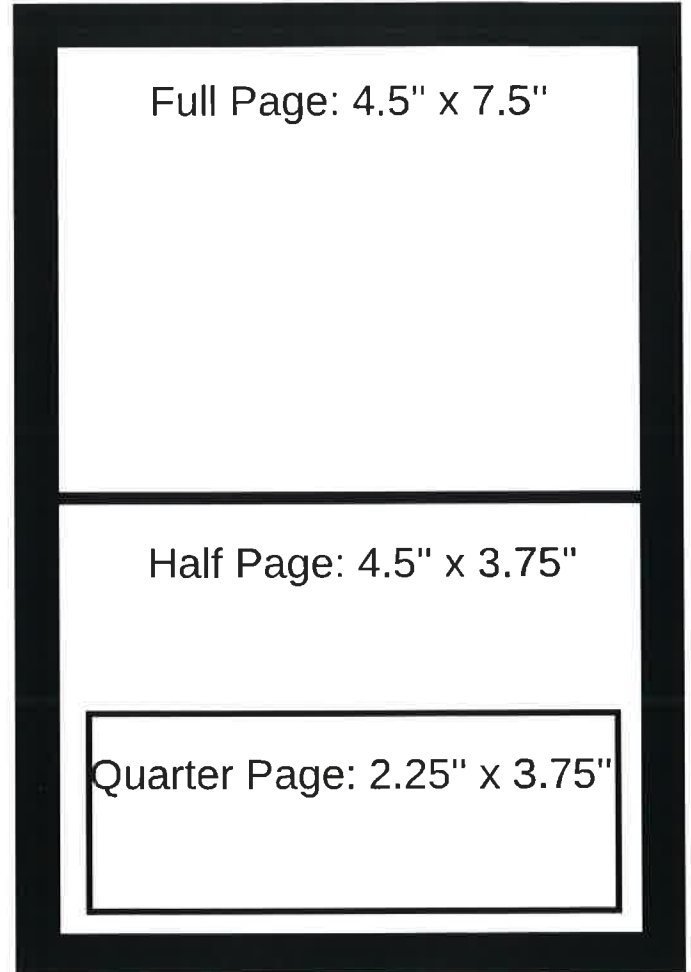 Full Page: 4.5" x 7.5"
Half Page: 4.5" x 3.75"
Quarter Page: 2.25" x 3.75"